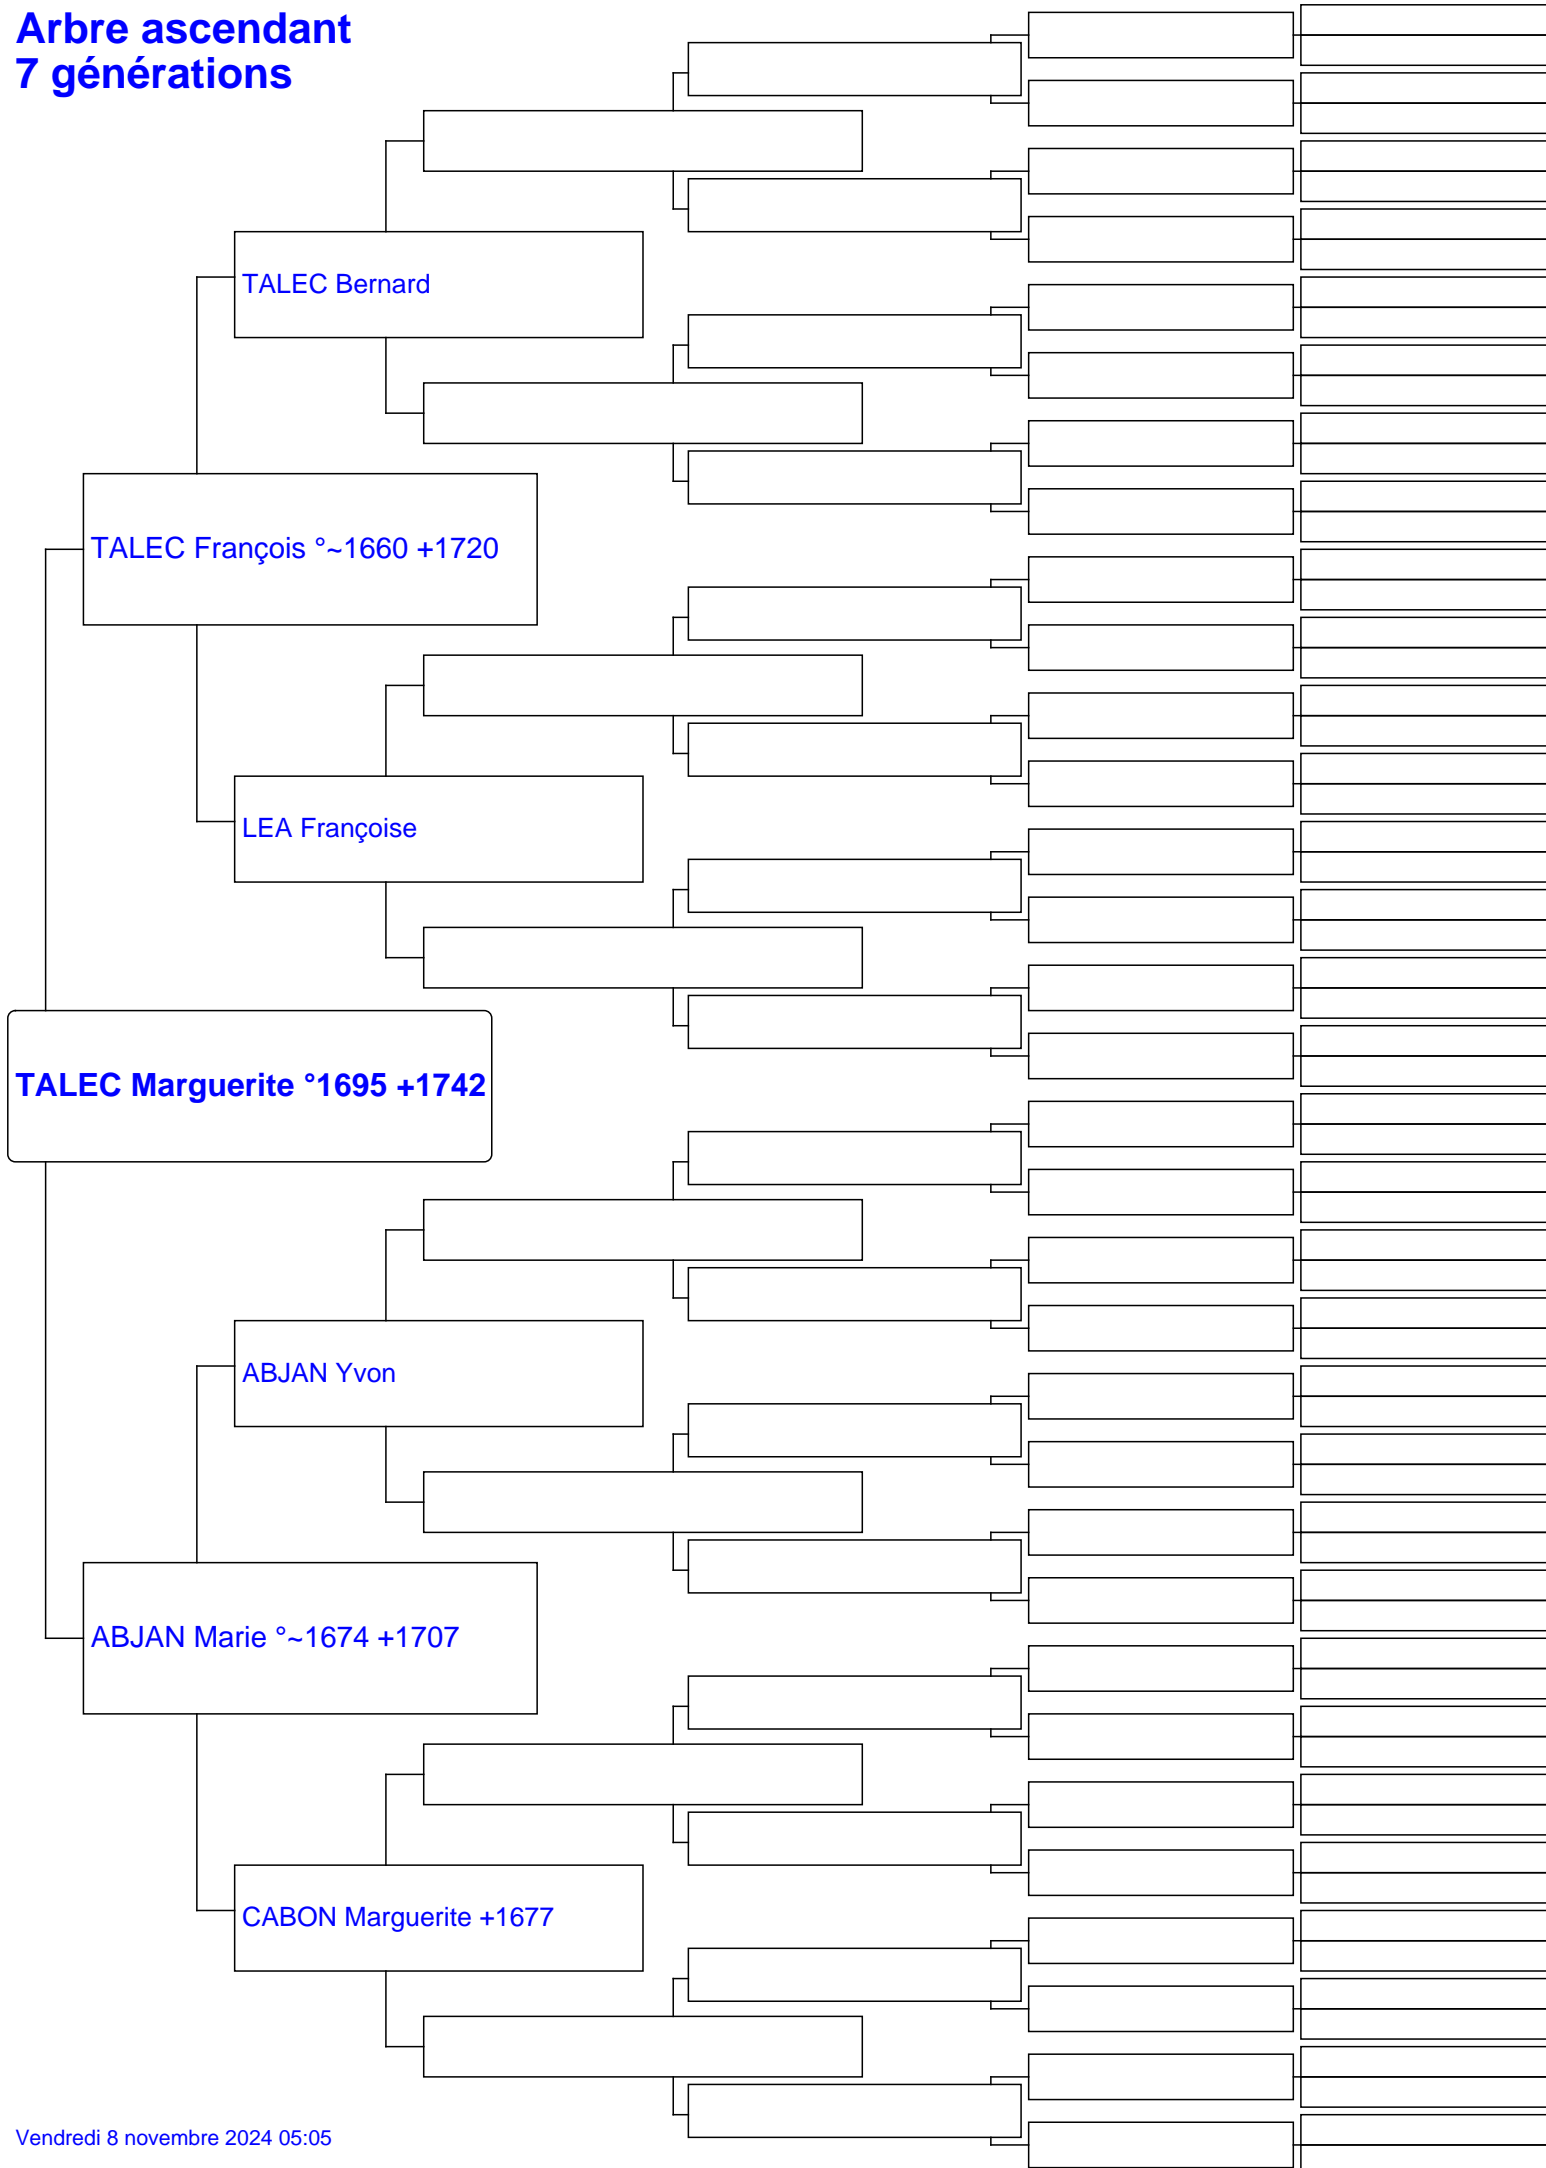 Arbre ascendant
7 générations
TALEC Bernard
TALEC François °~1660 +1720
LEA Françoise
TALEC Marguerite °1695 +1742
ABJAN Yvon
ABJAN Marie °~1674 +1707
CABON Marguerite +1677
Vendredi 8 novembre 2024 05:05